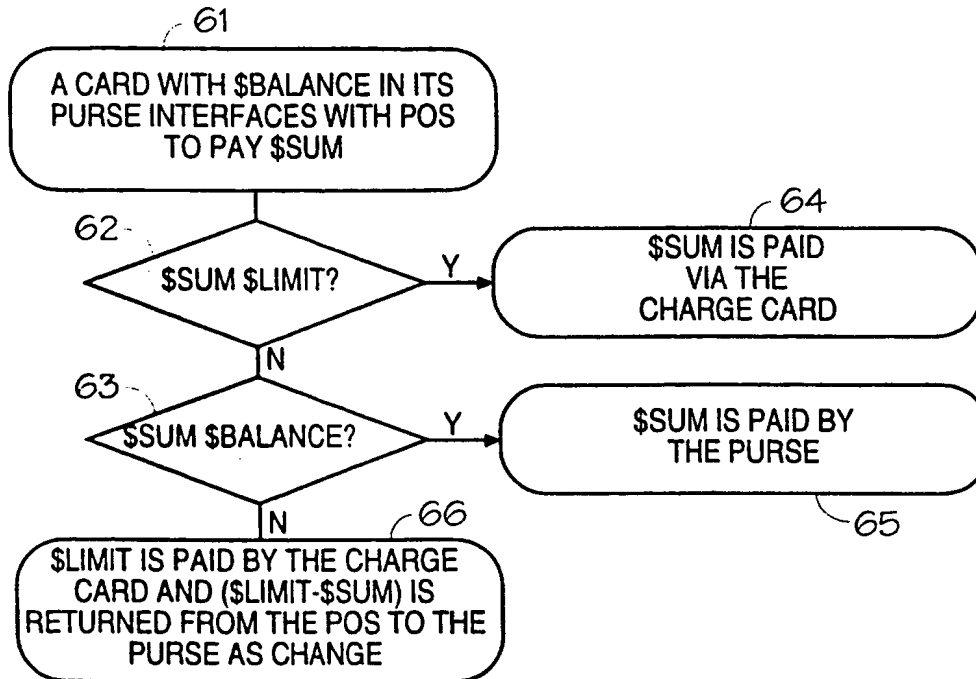 61
A CARD WITH $BALANCE IN ITS
PURSE INTERFACES WITH POS
TO PAY $SUM
62
$SUM $LIMIT?
Y
64
$SUM IS PAID
VIA THE
CHARGE CARD
N
63
$SUM $BALANCE?
Y
$SUM IS PAID BY
THE PURSE
65
N
66
$LIMIT IS PAID BY THE CHARGE
CARD AND ($LIMIT-$SUM) IS
RETURNED FROM THE POS TO THE
PURSE AS CHANGE